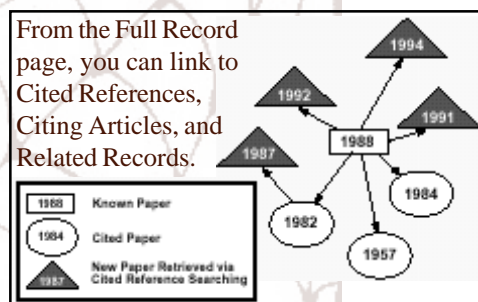 From the Full Record
page, you can link to
Cited References,
Citing Articles, and
Related Records.
1994
1992
1991
1988
1987
1984
1982
1957
1988 Known Paper
1984 Cited Paper
1987 New Paper Retrieved via
Cited Reference Searching